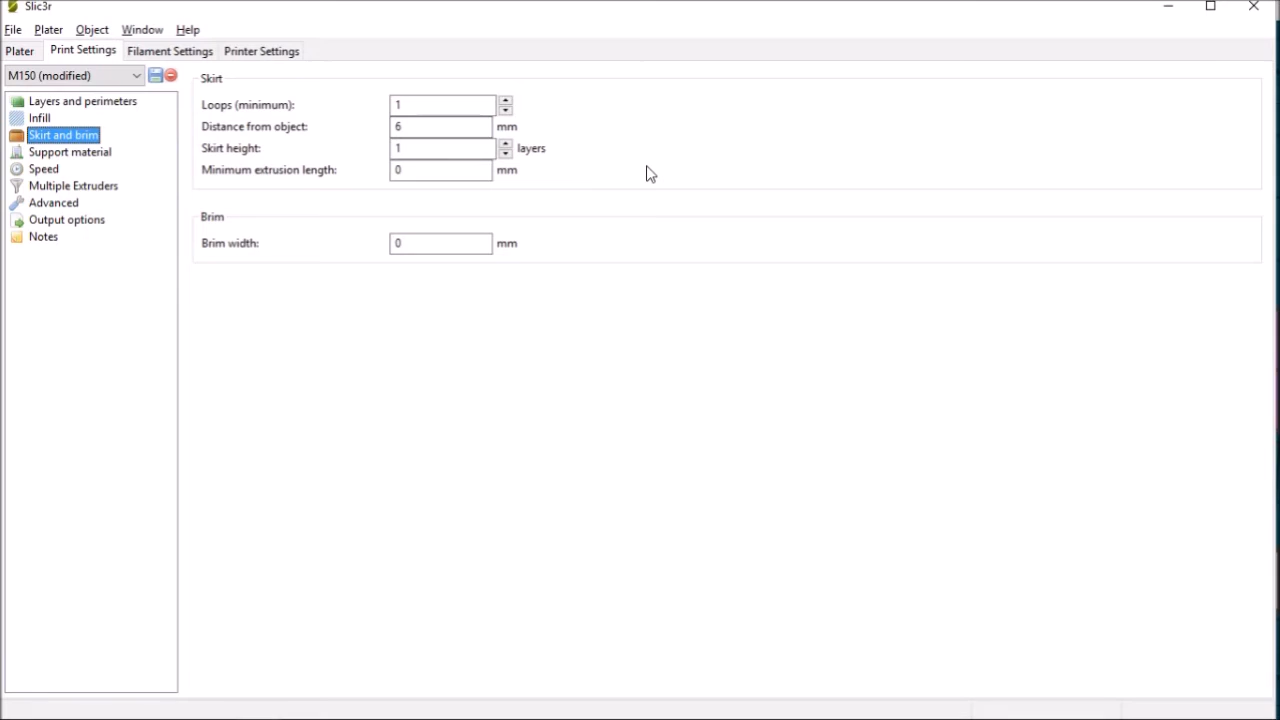 Slic3r
File Plater Object Window Help
Plater Print Settings Filament Settings Printer Settings
M150 (modified)
Layers and perimeters
Infill
Skirt and brim
Support material
Speed
Multiple Extruders
Advanced
Output options
Notes
Skirt
Loops (minimum): 1
Distance from object: 6 mm
Skirt height: 1 layers
Minimum extrusion length: 0 mm
Brim
Brim width: 0 mm